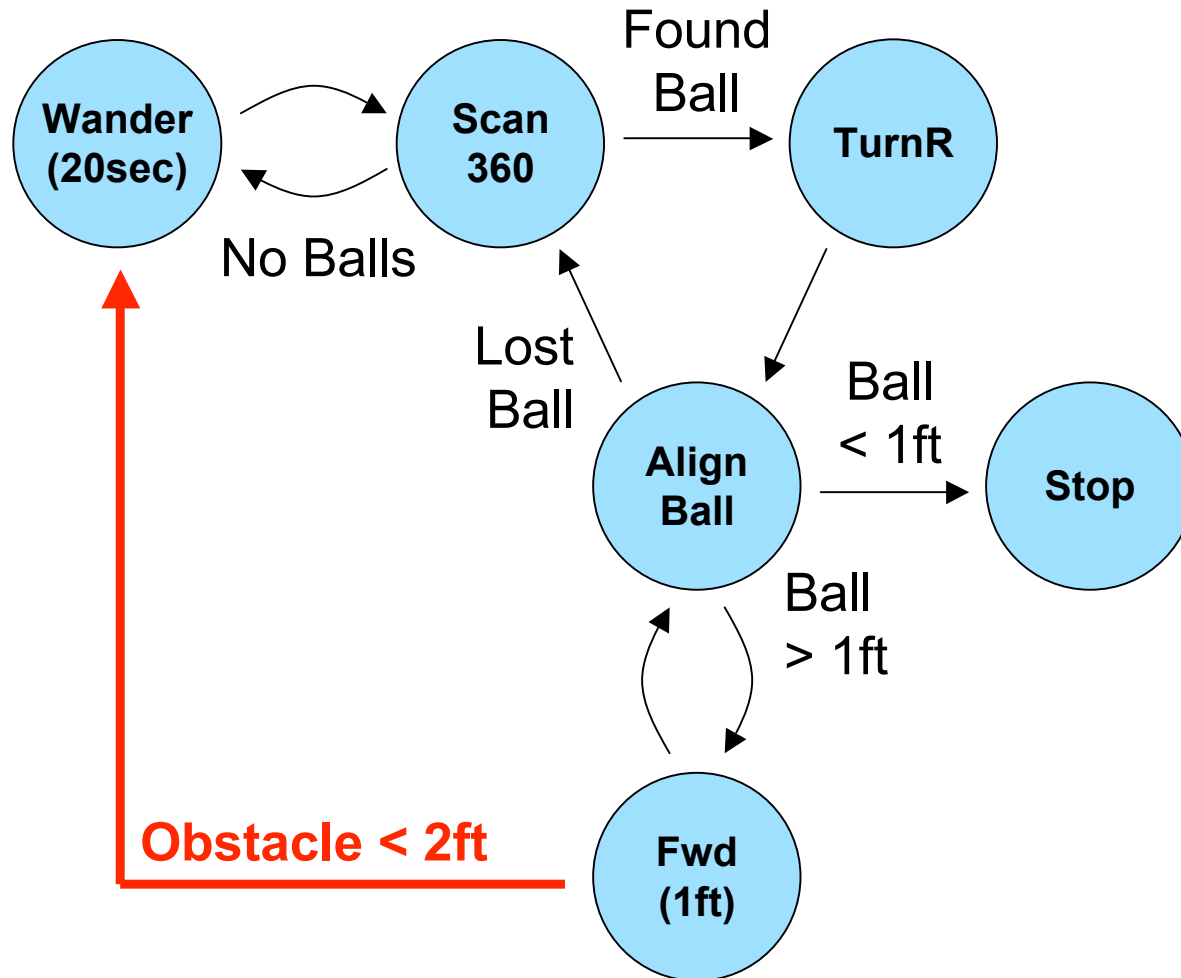 Found
Ball
Wander
(20sec)
Scan
360
TurnR
No Balls
Lost
Ball
Ball
< 1ft
Align
Ball
Stop
Ball
> 1ft
Obstacle < 2ft
Fwd
(1ft)